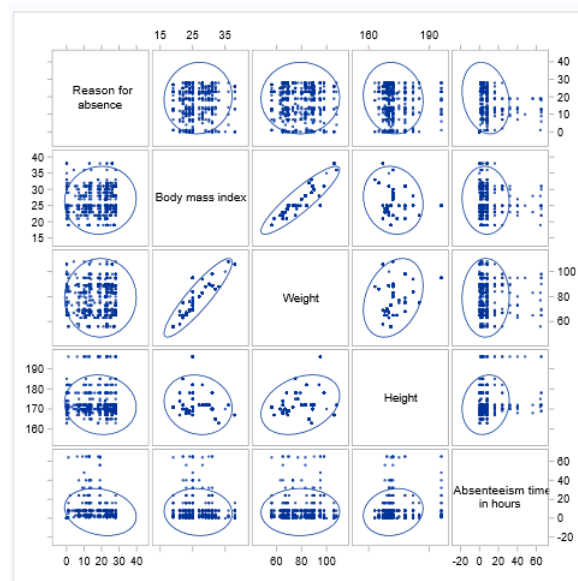 15 25 35 160 190
Reason for
absence
40
30
20
10
0
40
35
30
25
20
15
Body mass index
Weight
100
80
60
190
180
170
160
Height
Absenteeism time
in hours
60
40
20
0
-20
0 10 20 30 40 60 80 100 -20 0 20 40 60